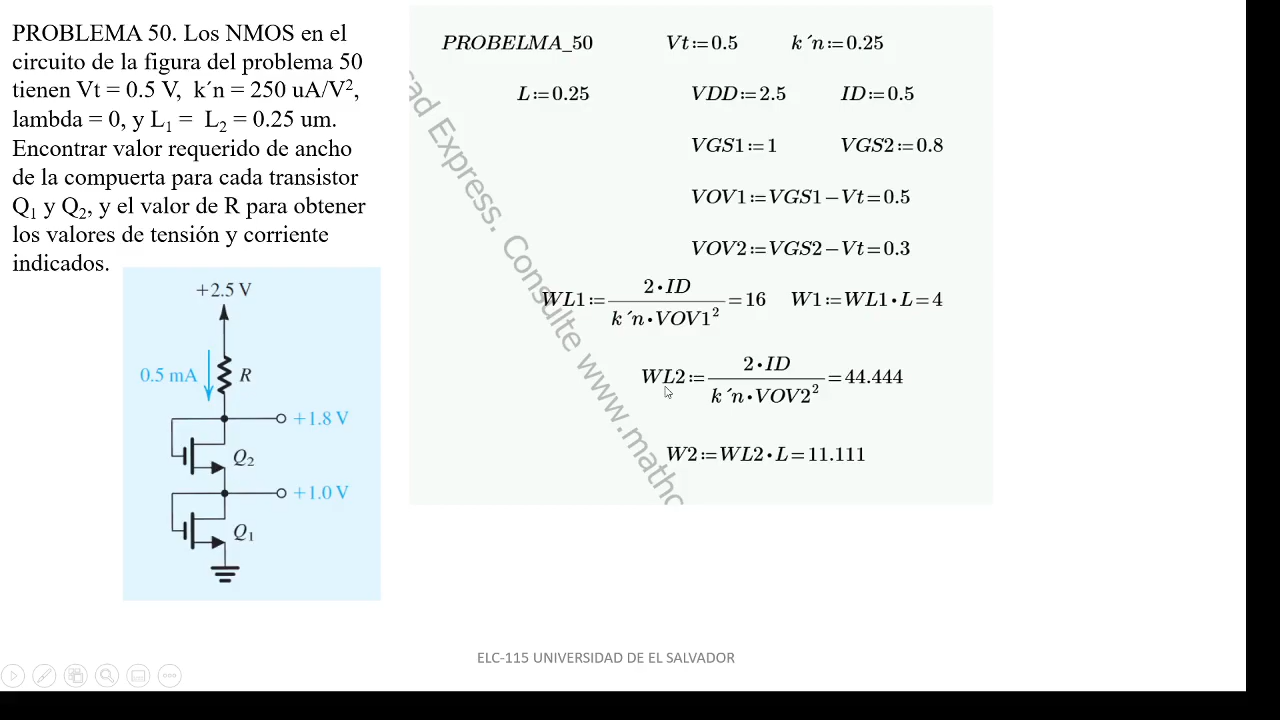 PROBLEMA 50. Los NMOS en el
circuito de la figura del problema 50
tienen Vt = 0.5 V, k´n = 250 uA/V²,
lambda = 0, y L₁ = L₂ = 0.25 um.
Encontrar valor requerido de ancho
de la compuerta para cada transistor
Q₁ y Q₂, y el valor de R para obtener
los valores de tensión y corriente
indicados.
+2.5 V
0.5 mA R
+1.8 V
Q₂
+1.0 V
Q₁
PROBELMA_50 Vt:=0.5 k´n:=0.25
L:=0.25 VDD:=2.5 ID:=0.5
VGS1:=1 VGS2:=0.8
VOV1:=VGS1−Vt=0.5
VOV2:=VGS2−Vt=0.3
WL1:= 2•ID / k´n•VOV1² =16 W1:=WL1•L=4
WL2:= 2•ID / k´n•VOV2² =44.444
W2:=WL2•L=11.111
ad Express. Consulte www.mathc
ELC-115 UNIVERSIDAD DE EL SALVADOR